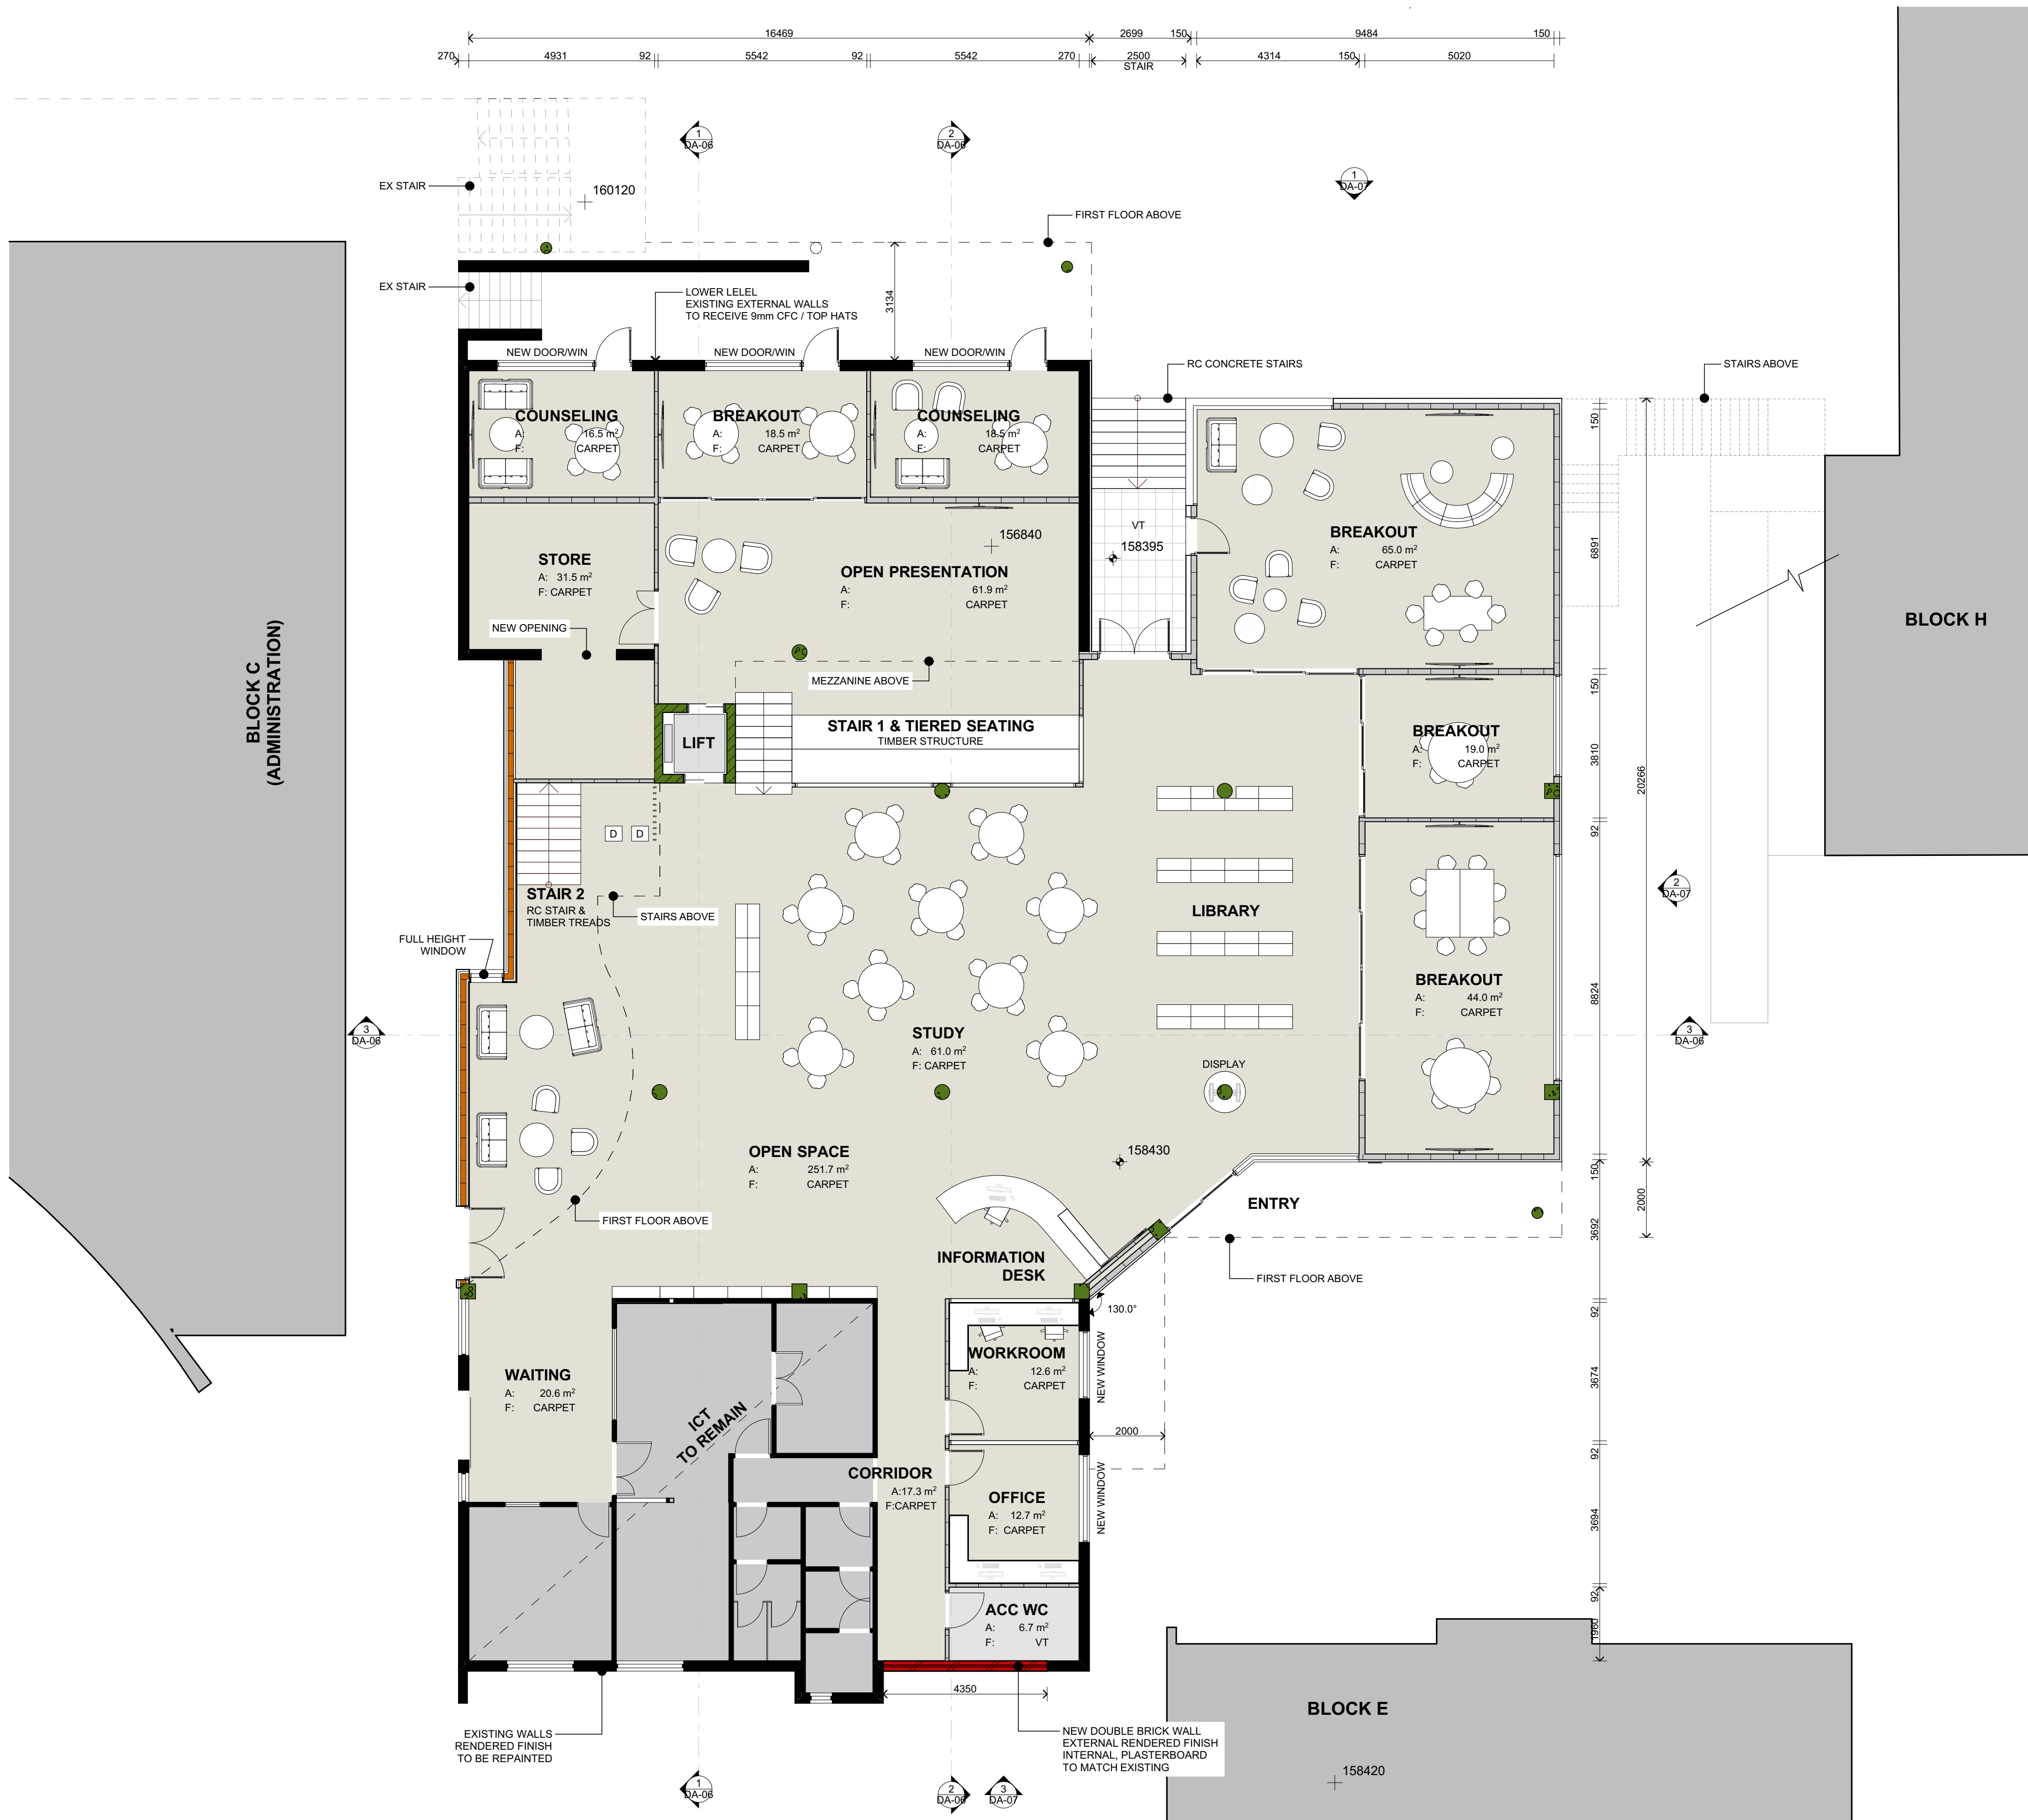 16469
2699
150
9484
150
270
4931
92
5542
92
5542
270
2500
4314
150
5020
STAIR
1
DA-06
2
DA-06
1
DA-07
EX STAIR
160120
FIRST FLOOR ABOVE
EX STAIR
LOWER LELEL
EXISTING EXTERNAL WALLS
TO RECEIVE 9mm CFC / TOP HATS
3134
NEW DOOR/WIN
NEW DOOR/WIN
NEW DOOR/WIN
RC CONCRETE STAIRS
STAIRS ABOVE
COUNSELING
A: 16.5 m²
F: CARPET
BREAKOUT
A: 18.5 m²
F: CARPET
COUNSELING
A: 18.5 m²
F: CARPET
150
VT
158395
BREAKOUT
A: 65.0 m²
F: CARPET
6891
156840
STORE
A: 31.5 m²
F: CARPET
OPEN PRESENTATION
A: 61.9 m²
F: CARPET
NEW OPENING
BLOCK H
BLOCK C
(ADMINISTRATION)
MEZZANINE ABOVE
150
LIFT
STAIR 1 & TIERED SEATING
TIMBER STRUCTURE
BREAKOUT
A: 19.0 m²
F: CARPET
3810
20266
D
D
92
STAIR 2
RC STAIR &
TIMBER TREADS
STAIRS ABOVE
LIBRARY
2
DA-07
FULL HEIGHT
WINDOW
BREAKOUT
A: 44.0 m²
F: CARPET
8824
3
DA-06
STUDY
A: 61.0 m²
F: CARPET
3
DA-06
DISPLAY
OPEN SPACE
A: 251.7 m²
F: CARPET
158430
150
2000
ENTRY
3692
FIRST FLOOR ABOVE
INFORMATION
DESK
FIRST FLOOR ABOVE
130.0°
92
WAITING
A: 20.6 m²
F: CARPET
WORKROOM
A: 12.6 m²
F: CARPET
NEW WINDOW
3674
ICT
TO REMAIN
2000
92
CORRIDOR
A:17.3 m²
F:CARPET
OFFICE
A: 12.7 m²
F: CARPET
NEW WINDOW
3694
92
ACC WC
A: 6.7 m²
F: VT
1960
4350
BLOCK E
EXISTING WALLS
RENDERED FINISH
TO BE REPAINTED
NEW DOUBLE BRICK WALL
EXTERNAL RENDERED FINISH
INTERNAL, PLASTERBOARD
TO MATCH EXISTING
158420
1
DA-06
2
DA-06
3
DA-07